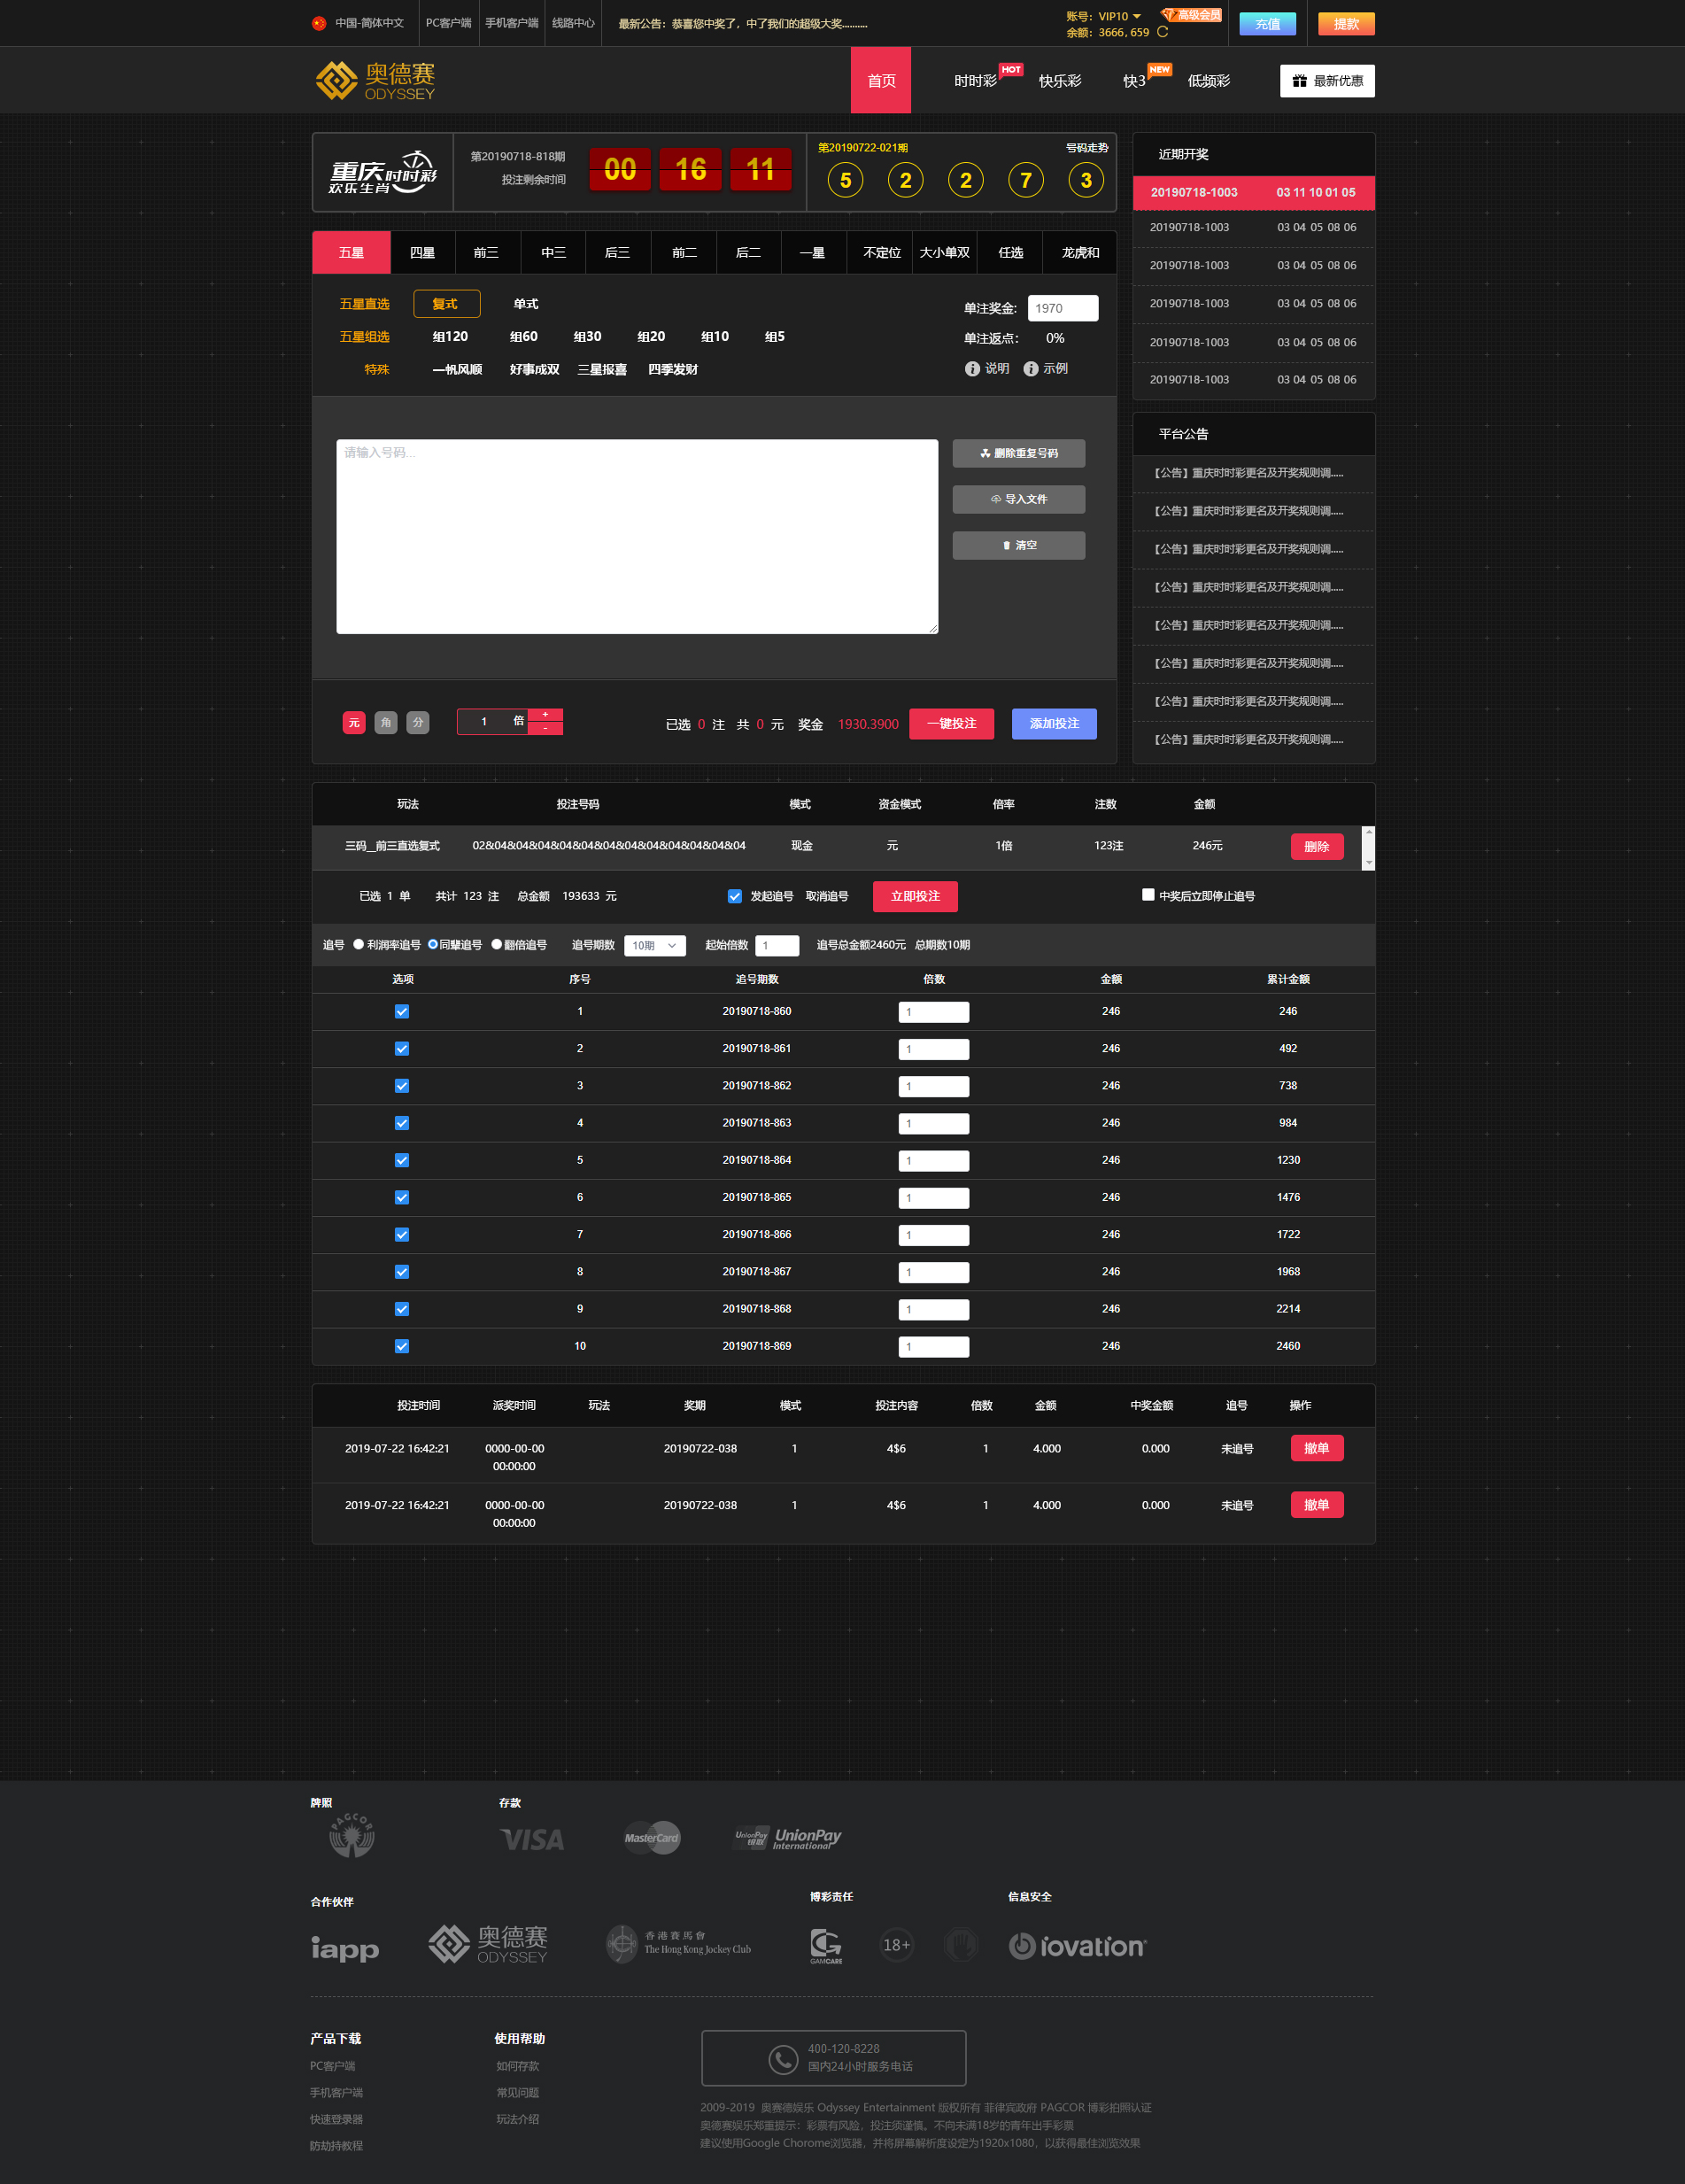 中国-简体中文 PC客户端 手机客户端 线路中心 最新公告：恭喜您中奖了，中了我们的超级大奖.......... 账号：VIP10 高级会员 充值 提款
余额：3666,659
奥德赛
ODYSSEY
首页 时时彩 HOT 快乐彩 快3 NEW 低频彩 最新优惠
重庆时时彩
欢乐生肖
第20190718-818期
投注剩余时间
00 16 11
第20190722-021期 号码走势
5 2 2 7 3
近期开奖
20190718-1003 03 11 10 01 05
20190718-1003 03 04 05 08 06
20190718-1003 03 04 05 08 06
20190718-1003 03 04 05 08 06
20190718-1003 03 04 05 08 06
20190718-1003 03 04 05 08 06
五星 四星 前三 中三 后三 前二 后二 一星 不定位 大小单双 任选 龙虎和
五星直选 复式 单式
五星组选 组120 组60 组30 组20 组10 组5
特殊 一帆风顺 好事成双 三星报喜 四季发财
单注奖金: 1970
单注返点： 0%
说明 示例
请输入号码...
删除重复号码
导入文件
清空
平台公告
【公告】重庆时时彩更名及开奖规则调.....
【公告】重庆时时彩更名及开奖规则调.....
【公告】重庆时时彩更名及开奖规则调.....
【公告】重庆时时彩更名及开奖规则调.....
【公告】重庆时时彩更名及开奖规则调.....
【公告】重庆时时彩更名及开奖规则调.....
【公告】重庆时时彩更名及开奖规则调.....
【公告】重庆时时彩更名及开奖规则调.....
元 角 分 1 倍 + - 已选 0 注 共 0 元 奖金 1930.3900 一键投注 添加投注
玩法 投注号码 模式 资金模式 倍率 注数 金额
三码__前三直选复式 02&04&04&04&04&04&04&04&04&04&04&04&04 现金 元 1倍 123注 246元 删除
已选 1 单 共计 123 注 总金额 193633 元 发起追号 取消追号 立即投注 中奖后立即停止追号
追号 利润率追号 同辈追号 翻倍追号 追号期数 10期 起始倍数 1 追号总金额2460元 总期数10期
选项 序号 追号期数 倍数 金额 累计金额
1 20190718-860 1 246 246
2 20190718-861 1 246 492
3 20190718-862 1 246 738
4 20190718-863 1 246 984
5 20190718-864 1 246 1230
6 20190718-865 1 246 1476
7 20190718-866 1 246 1722
8 20190718-867 1 246 1968
9 20190718-868 1 246 2214
10 20190718-869 1 246 2460
投注时间 派奖时间 玩法 奖期 模式 投注内容 倍数 金额 中奖金额 追号 操作
2019-07-22 16:42:21 0000-00-00 20190722-038 1 4$6 1 4.000 0.000 未追号 撤单
00:00:00
2019-07-22 16:42:21 0000-00-00 20190722-038 1 4$6 1 4.000 0.000 未追号 撤单
00:00:00
牌照 存款
PAGCOR VISA MasterCard UnionPay 银联 UnionPay International
合作伙伴 博彩责任 信息安全
iapp 奥德赛 ODYSSEY 香港賽馬會 The Hong Kong Jockey Club GAMCARE 18+ iovation
产品下载 使用帮助
PC客户端 如何存款
手机客户端 常见问题
快速登录器 玩法介绍
防劫持教程
400-120-8228
国内24小时服务电话
2009-2019 奥赛德娱乐 Odyssey Entertainment 版权所有 菲律宾政府 PAGCOR 博彩拍照认证
奥德赛娱乐郑重提示：彩票有风险，投注须谨慎。不向未满18岁的青年出手彩票
建议使用Google Chorome浏览器，并将屏幕解析度设定为1920x1080，以获得最佳浏览效果